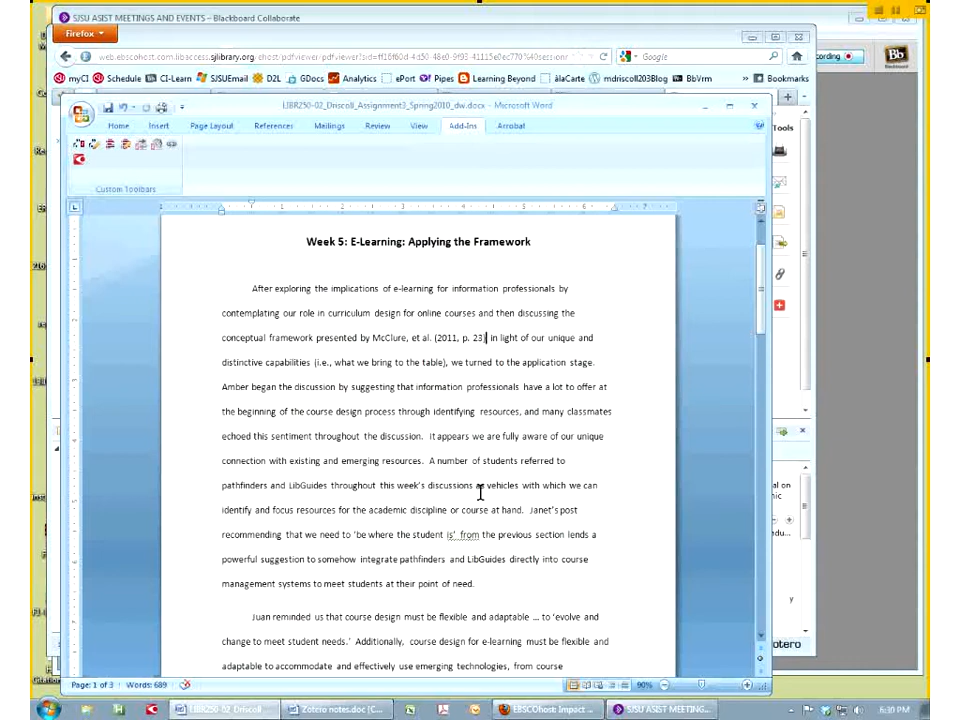 SJSU ASIST MEETINGS AND EVENTS – Blackboard Collaborate
Firefox
web.ebscohost.com.libaccess.sjlibrary.org
Google
myCI Schedule CI-Learn SJSUEmail D2L GDocs Analytics ePort Pipes Learning Beyond àlaCarte mdriscoll203Blog BbVrm » Bookmarks
LIBR250-02_Driscoll_Assignment3_Spring2010_dw.docx - Microsoft Word
Home Insert Page Layout References Mailings Review View Add-Ins Acrobat
Tools
Custom Toolbars
Week 5: E-Learning: Applying the Framework
After exploring the implications of e-learning for information professionals by
contemplating our role in curriculum design for online courses and then discussing the
conceptual framework presented by McClure, et al. (2011, p. 23) in light of our unique and
distinctive capabilities (i.e., what we bring to the table), we turned to the application stage.
Amber began the discussion by suggesting that information professionals have a lot to offer at
the beginning of the course design process through identifying resources, and many classmates
echoed this sentiment throughout the discussion. It appears we are fully aware of our unique
connection with existing and emerging resources. A number of students referred to
pathfinders and LibGuides throughout this week's discussions as vehicles with which we can
identify and focus resources for the academic discipline or course at hand. Janet's post
recommending that we need to 'be where the student is' from the previous section lends a
powerful suggestion to somehow integrate pathfinders and LibGuides directly into course
management systems to meet students at their point of need.
Juan reminded us that course design must be flexible and adaptable … to 'evolve and
change to meet student needs.' Additionally, course design for e-learning must be flexible and
adaptable to accommodate and effectively use emerging technologies, from course
Page: 1 of 3 Words: 689 90%
LIBR250-02_Driscoll... Zotero notes.doc [C... EBSCOhost Impact ... SJSU ASIST MEETING... 6:30 PM